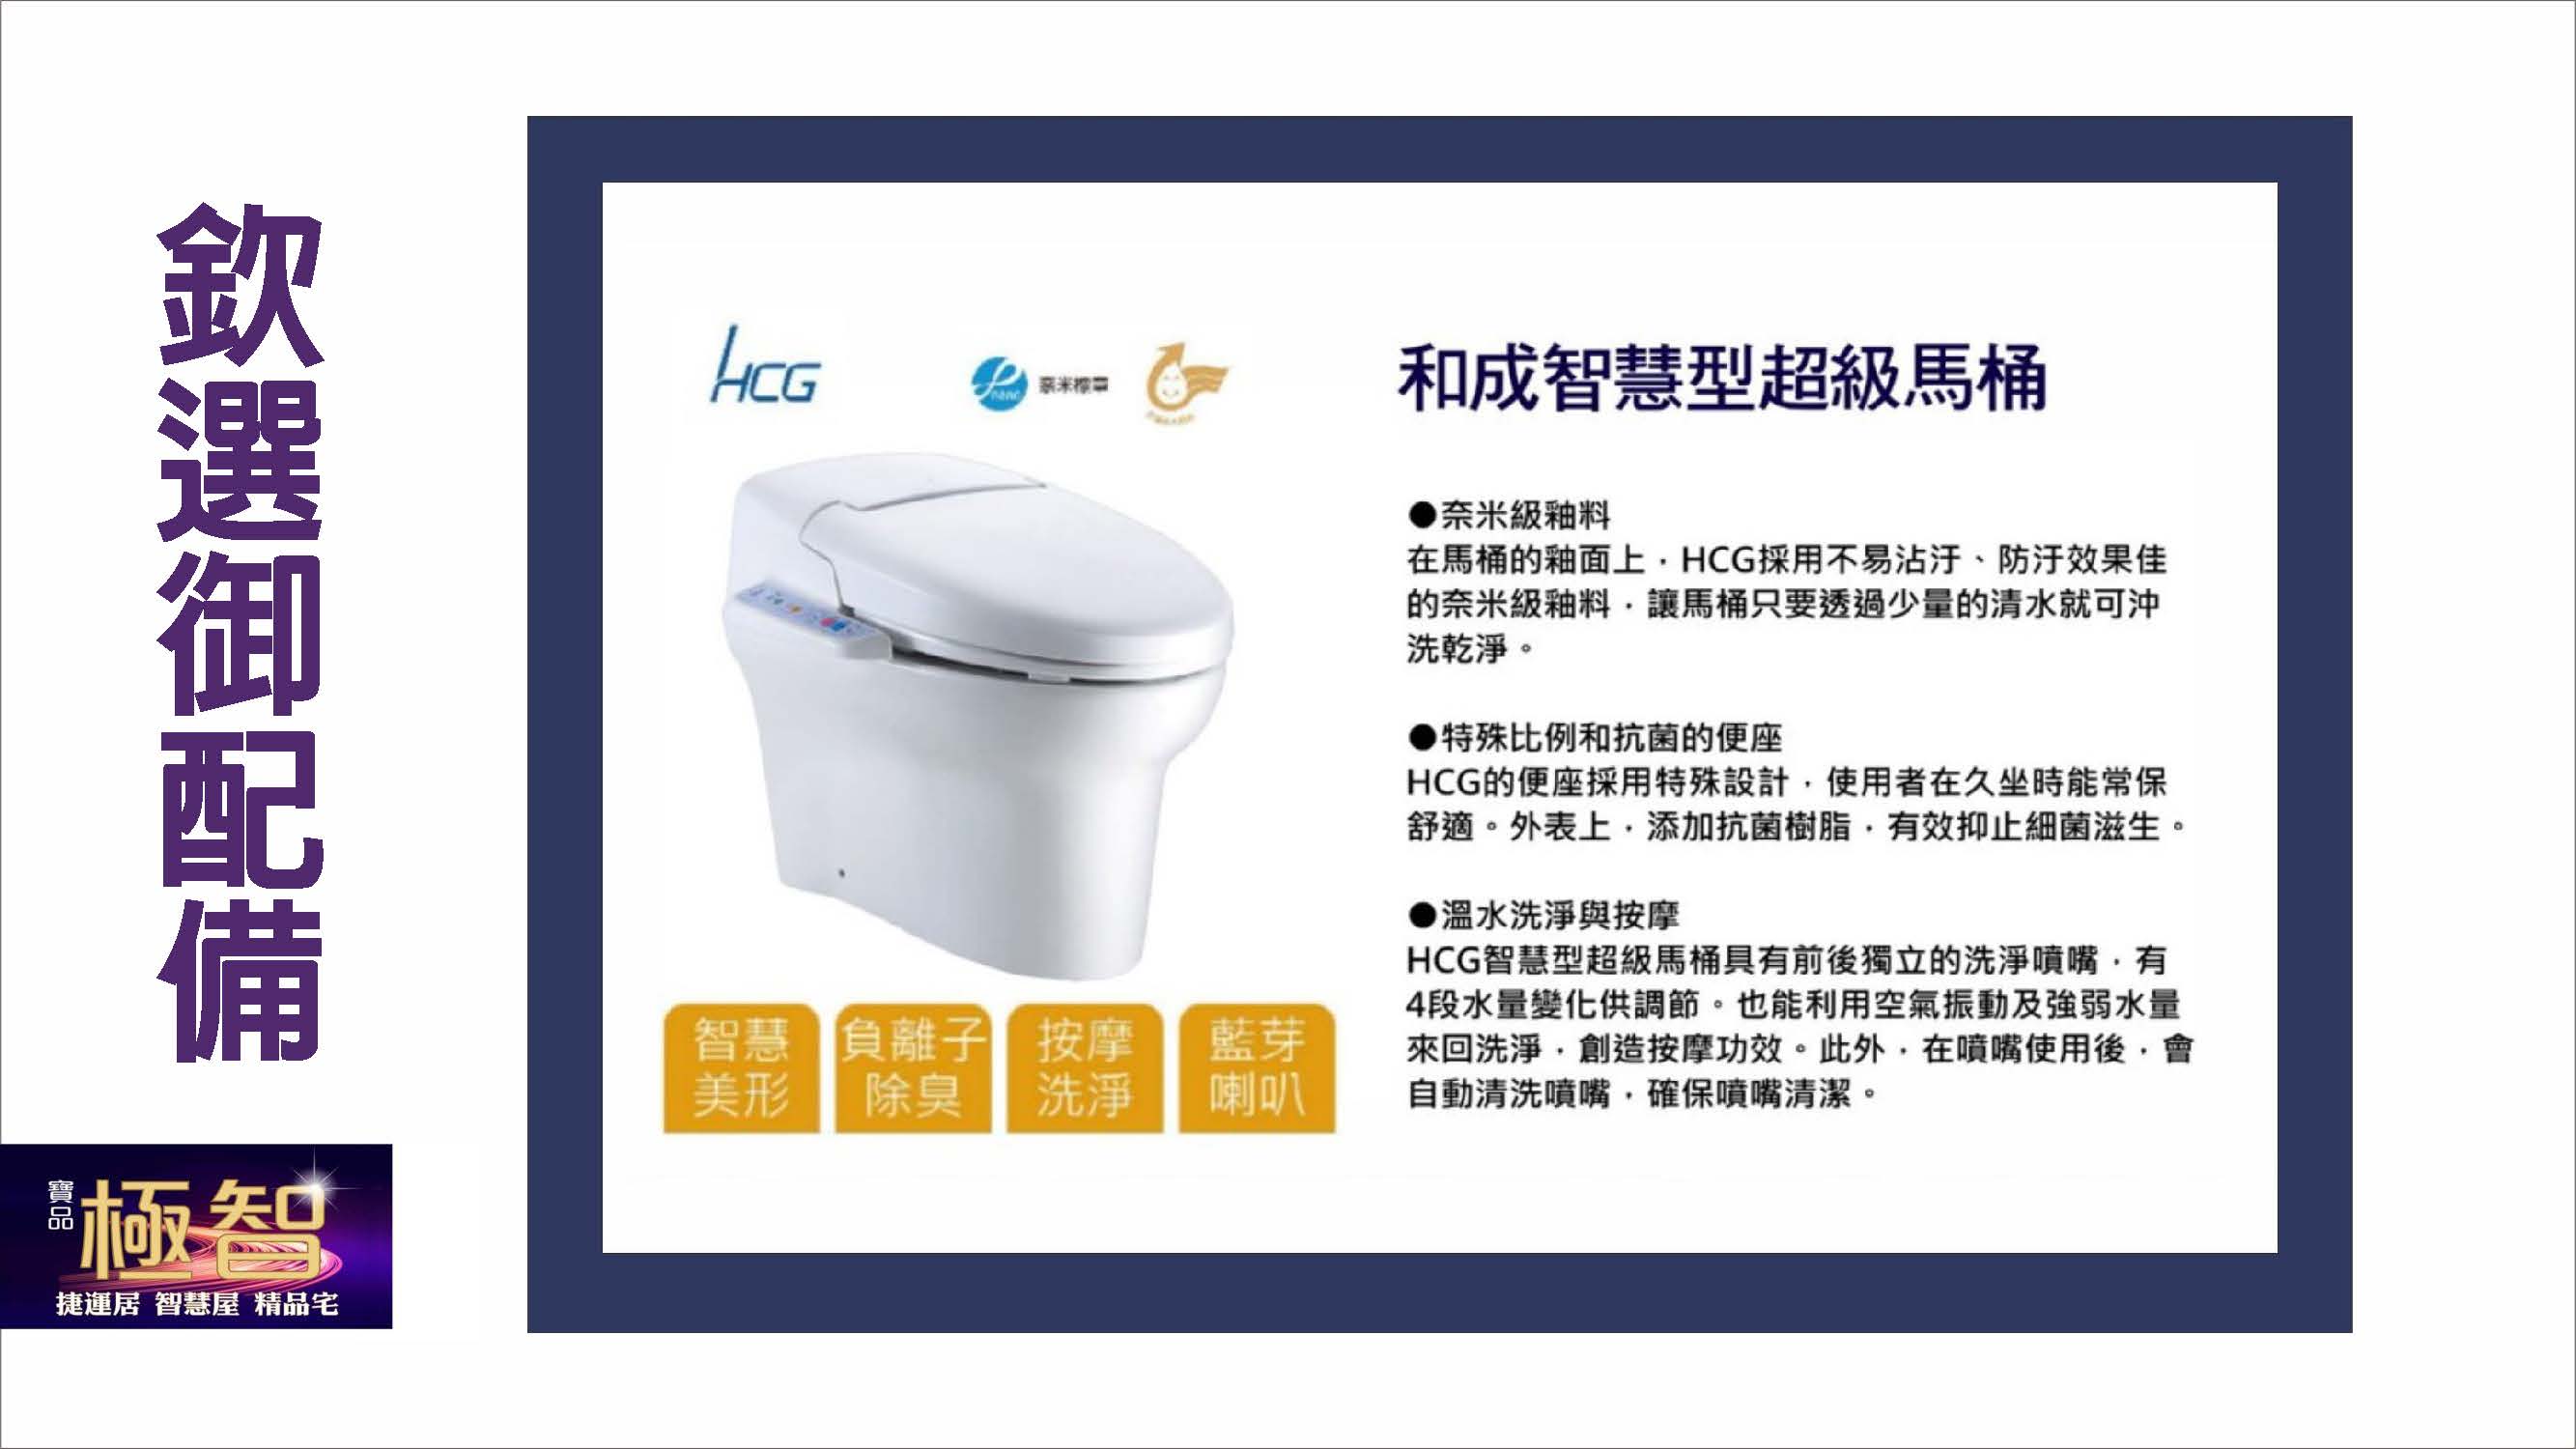 欽選御配備
寶品
極智
捷運居 智慧屋 精品宅
HCG
nano
奈米標章
和成智慧型超級馬桶
●奈米級釉料
在馬桶的釉面上，HCG採用不易沾汙、防汙效果佳
的奈米級釉料，讓馬桶只要透過少量的清水就可沖
洗乾淨。
●特殊比例和抗菌的便座
HCG的便座採用特殊設計，使用者在久坐時能常保
舒適。外表上，添加抗菌樹脂，有效抑止細菌滋生。
●溫水洗淨與按摩
HCG智慧型超級馬桶具有前後獨立的洗淨噴嘴，有
4段水量變化供調節。也能利用空氣振動及強弱水量
來回洗淨，創造按摩功效。此外，在噴嘴使用後，會
自動清洗噴嘴，確保噴嘴清潔。
智慧
美形
負離子
除臭
按摩
洗淨
藍芽
喇叭